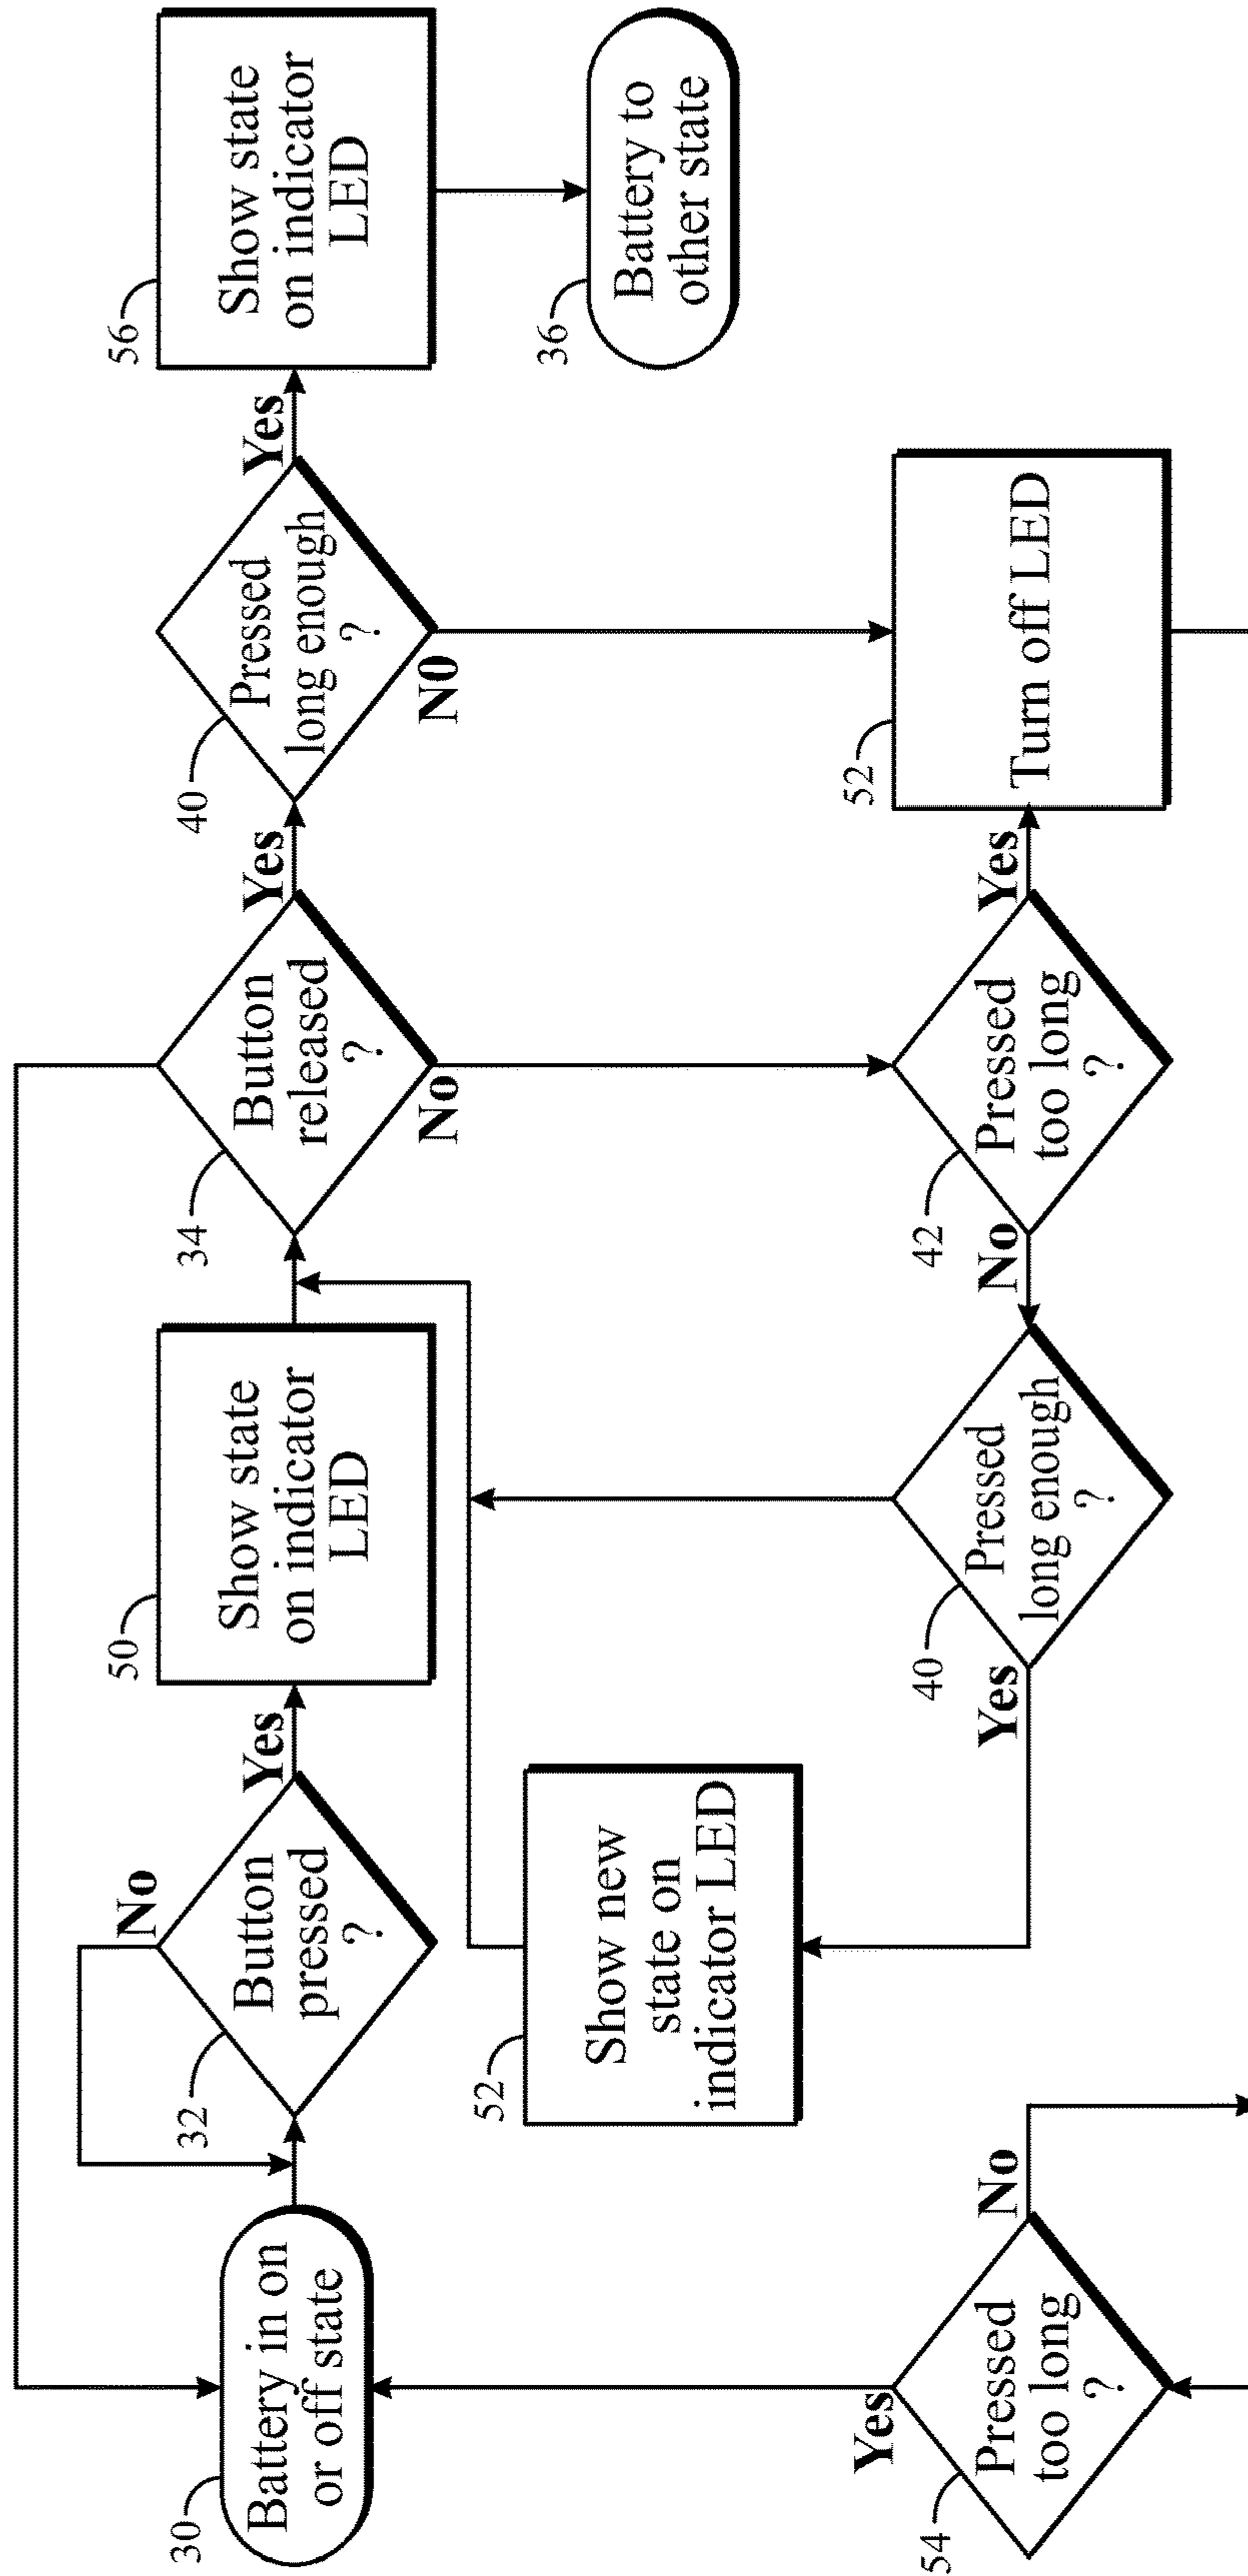 30
Battery in on
or off state
32
Button
pressed
?
No
Yes
50
Show state
on indicator
LED
34
Button
released
?
Yes
No
40
Pressed
long enough
?
Yes
N0
56
Show state
on indicator
LED
36
Battery to
other state
52
Show new
state on
indicator LED
54
Pressed
too long
?
Yes
No
40
Pressed
long enough
?
Yes
42
Pressed
too long
?
No
Yes
52
Turn off LED